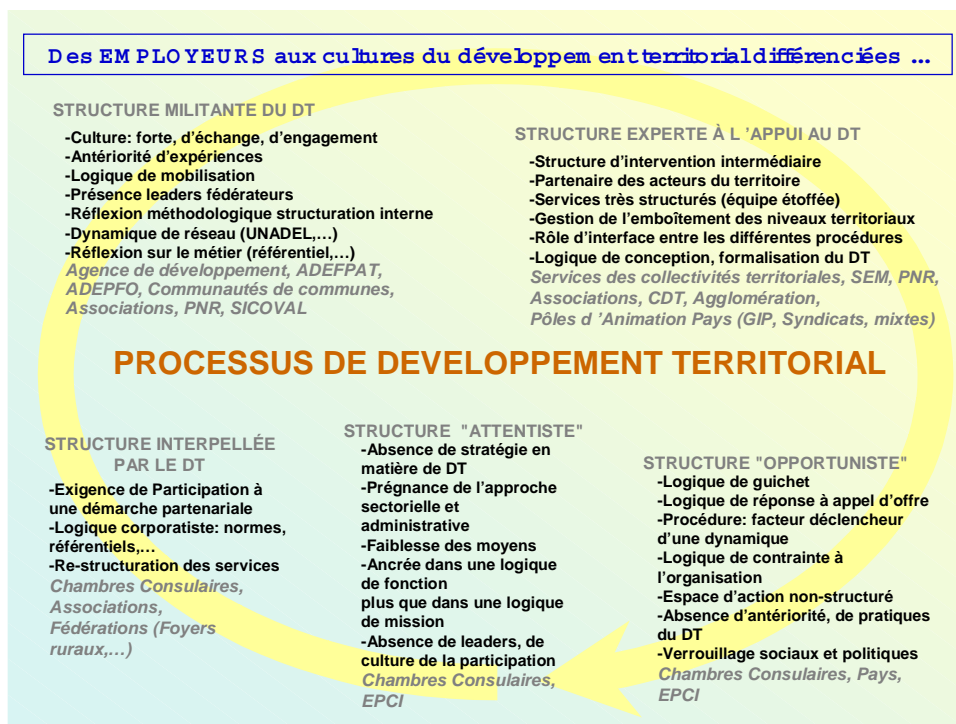 Des EMPLOYEURS aux cultures du développement territorial différenciées ...
STRUCTURE MILITANTE DU DT
-Culture: forte, d'échange, d'engagement
-Antériorité d'expériences
-Logique de mobilisation
-Présence leaders fédérateurs
-Réflexion méthodologique structuration interne
-Dynamique de réseau (UNADEL,…)
-Réflexion sur le métier (référentiel,…)
Agence de développement, ADEFPAT,
ADEPFO, Communautés de communes,
Associations, PNR, SICOVAL
STRUCTURE EXPERTE À L 'APPUI AU DT
-Structure d'intervention intermédiaire
-Partenaire des acteurs du territoire
-Services très structurés (équipe étoffée)
-Gestion de l'emboîtement des niveaux territoriaux
-Rôle d'interface entre les différentes procédures
-Logique de conception, formalisation du DT
Services des collectivités territoriales, SEM, PNR,
Associations, CDT, Agglomération,
Pôles d 'Animation Pays (GIP, Syndicats, mixtes)
PROCESSUS DE DEVELOPPEMENT TERRITORIAL
STRUCTURE INTERPELLÉE
PAR LE DT
-Exigence de Participation à
une démarche partenariale
-Logique corporatiste: normes,
référentiels,…
-Re-structuration des services
Chambres Consulaires,
Associations,
Fédérations (Foyers
ruraux,…)
STRUCTURE "ATTENTISTE"
-Absence de stratégie en
matière de DT
-Prégnance de l'approche
sectorielle et
administrative
-Faiblesse des moyens
-Ancrée dans une logique
de fonction
plus que dans une logique
de mission
-Absence de leaders, de
culture de la participation
Chambres Consulaires,
EPCI
STRUCTURE "OPPORTUNISTE"
-Logique de guichet
-Logique de réponse à appel d'offre
-Procédure: facteur déclencheur
d'une dynamique
-Logique de contrainte à
l'organisation
-Espace d'action non-structuré
-Absence d'antériorité, de pratiques
du DT
-Verrouillage sociaux et politiques
Chambres Consulaires, Pays,
EPCI